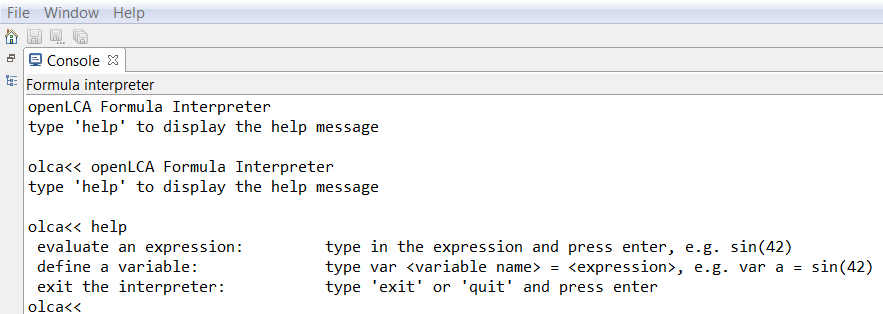 File Window Help
Console
Formula interpreter
openLCA Formula Interpreter
type 'help' to display the help message
olca<< openLCA Formula Interpreter
type 'help' to display the help message
olca<< help
evaluate an expression: type in the expression and press enter, e.g. sin(42)
define a variable: type var <variable name> = <expression>, e.g. var a = sin(42)
exit the interpreter: type 'exit' or 'quit' and press enter
olca<<